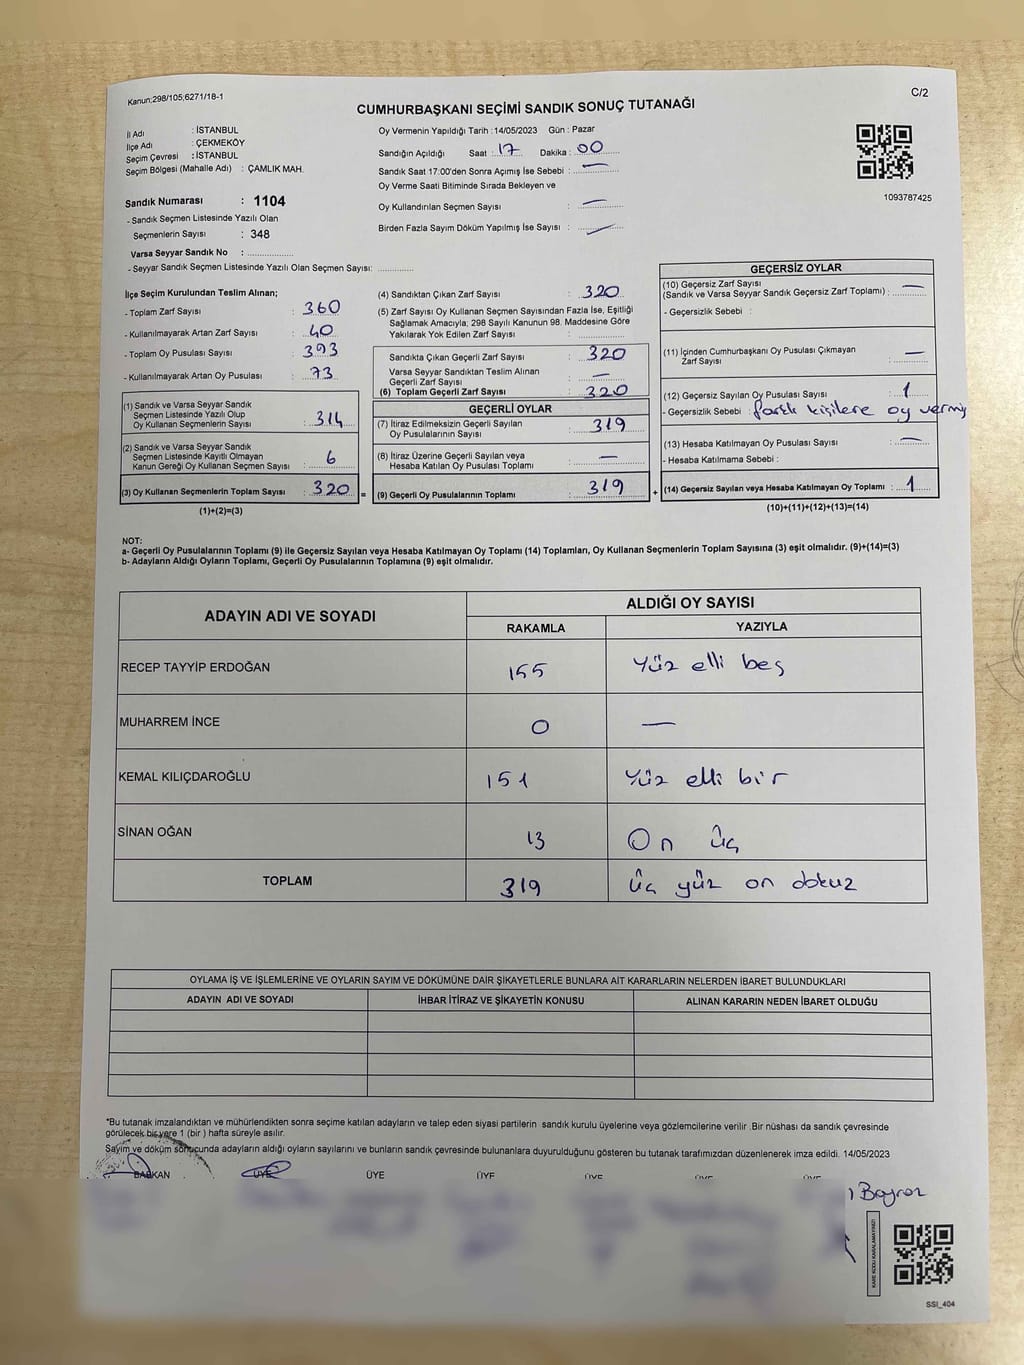 Kanun:298/105;6271/18-1
C/2
CUMHURBAŞKANI SEÇİMİ SANDIK SONUÇ TUTANAĞI
İl Adı : İSTANBUL
İlçe Adı : ÇEKMEKÖY
Seçim Çevresi : İSTANBUL
Seçim Bölgesi (Mahalle Adı) : ÇAMLIK MAH.
Sandık Numarası : 1104
- Sandık Seçmen Listesinde Yazılı Olan
Seçmenlerin Sayısı : 348
Varsa Seyyar Sandık No :
- Seyyar Sandık Seçmen Listesinde Yazılı Olan Seçmen Sayısı:
Oy Vermenin Yapıldığı Tarih : 14/05/2023 Gün : Pazar
Sandığın Açıldığı Saat : 17 Dakika : 00
Sandık Saat 17:00'den Sonra Açımış İse Sebebi : —
Oy Verme Saati Bitiminde Sırada Bekleyen ve
Oy Kullandırılan Seçmen Sayısı : —
Birden Fazla Sayım Döküm Yapılmış İse Sayısı : —
1093787425
İlçe Seçim Kurulundan Teslim Alınan;
- Toplam Zarf Sayısı : 360
- Kullanılmayarak Artan Zarf Sayısı : 40
- Toplam Oy Pusulası Sayısı : 393
- Kullanılmayarak Artan Oy Pusulası : 73
(1) Sandık ve Varsa Seyyar Sandık
Seçmen Listesinde Yazılı Olup
Oy Kullanan Seçmenlerin Sayısı : 314
(2) Sandık ve Varsa Seyyar Sandık
Seçmen Listesinde Kayıtlı Olmayan
Kanun Gereği Oy Kullanan Seçmen Sayısı : 6
(3) Oy Kullanan Seçmenlerin Toplam Sayısı : 320 =
(1)+(2)=(3)
(4) Sandıktan Çıkan Zarf Sayısı : 320
(5) Zarf Sayısı Oy Kullanan Seçmen Sayısından Fazla İse, Eşitliği
Sağlamak Amacıyla; 298 Sayılı Kanunun 98. Maddesine Göre
Yakılarak Yok Edilen Zarf Sayısı :
Sandıkta Çıkan Geçerli Zarf Sayısı : 320
Varsa Seyyar Sandıktan Teslim Alınan
Geçerli Zarf Sayısı : —
(6) Toplam Geçerli Zarf Sayısı : 320
GEÇERLİ OYLAR
(7) İtiraz Edilmeksizin Geçerli Sayılan
Oy Pusulalarının Sayısı : 319
(8) İtiraz Üzerine Geçerli Sayılan veya
Hesaba Katılan Oy Pusulası Toplamı : —
(9) Geçerli Oy Pusulalarının Toplamı : 319 +
GEÇERSİZ OYLAR
(10) Geçersiz Zarf Sayısı
(Sandık ve Varsa Seyyar Sandık Geçersiz Zarf Toplamı) : —
- Geçersizlik Sebebi :
(11) İçinden Cumhurbaşkanı Oy Pusulası Çıkmayan
Zarf Sayısı : —
(12) Geçersiz Sayılan Oy Pusulası Sayısı : 1
- Geçersizlik Sebebi : farklı kişilere oy vermiş
(13) Hesaba Katılmayan Oy Pusulası Sayısı : —
- Hesaba Katılmama Sebebi :
(14) Geçersiz Sayılan veya Hesaba Katılmayan Oy Toplamı : 1
(10)+(11)+(12)+(13)=(14)
NOT:
a- Geçerli Oy Pusulalarının Toplamı (9) ile Geçersiz Sayılan veya Hesaba Katılmayan Oy Toplamı (14) Toplamları, Oy Kullanan Seçmenlerin Toplam Sayısına (3) eşit olmalıdır. (9)+(14)=(3)
b- Adayların Aldığı Oyların Toplamı, Geçerli Oy Pusulalarının Toplamına (9) eşit olmalıdır.
ADAYIN ADI VE SOYADI
ALDIĞI OY SAYISI
RAKAMLA YAZIYLA
RECEP TAYYİP ERDOĞAN 155 Yüz elli beş
MUHARREM İNCE 0 —
KEMAL KILIÇDAROĞLU 151 Yüz elli bir
SİNAN OĞAN 13 On üç
TOPLAM 319 üç yüz on dokuz
OYLAMA İŞ VE İŞLEMLERİNE VE OYLARIN SAYIM VE DÖKÜMÜNE DAİR ŞİKAYETLERLE BUNLARA AİT KARARLARIN NELERDEN İBARET BULUNDUKLARI
ADAYIN ADI VE SOYADI İHBAR İTİRAZ VE ŞİKAYETİN KONUSU ALINAN KARARIN NEDEN İBARET OLDUĞU
*Bu tutanak imzalandıktan ve mühürlendikten sonra seçime katılan adayların ve talep eden siyasi partilerin sandık kurulu üyelerine veya gözlemcilerine verilir .Bir nüshası da sandık çevresinde
görülecek bir yere 1 (bir ) hafta süreyle asılır.
Sayım ve döküm sonucunda adayların aldığı oyların sayılarını ve bunların sandık çevresinde bulunanlara duyurulduğunu gösteren bu tutanak tarafımızdan düzenlenerek imza edildi. 14/05/2023
BAŞKAN ÜYE ÜYE ÜYE ÜYE ÜYE ÜYE
KARE KODU KARALAMAYINIZ!
SSI_404